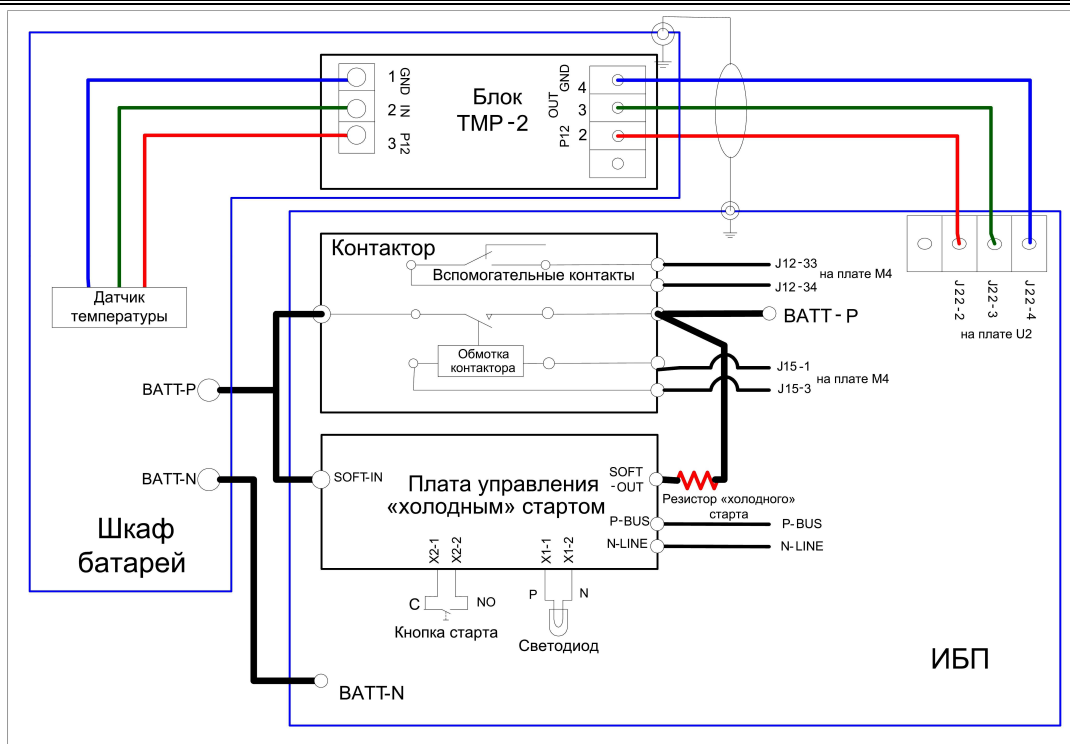 1
GND
2
IN
3
P12
Блок
TMP-2
4
GND
3
OUT
2
P12
Датчик
температуры
Контактор
Вспомогательные контакты
J12-33
J12-34
на плате M4
BATT - P
Обмотка
контактора
J15-1
J15-3
на плате M4
J22-2
J22-3
J22-4
на плате U2
BATT-P
BATT-N
Шкаф
батарей
SOFT-IN
Плата управления
«холодным» стартом
SOFT
-OUT
Резистор «холодного»
старта
P-BUS
P-BUS
N-LINE
N-LINE
X2-1
X2-2
X1-1
X1-2
C
NO
Кнопка старта
P
N
Светодиод
BATT-N
ИБП